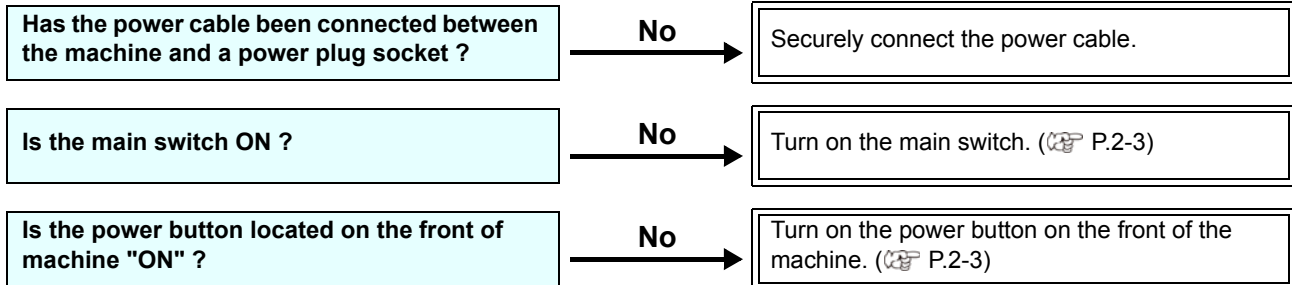 Has the power cable been connected between
the machine and a power plug socket ?
No
Securely connect the power cable.
Is the main switch ON ?
No
Turn on the main switch. ( P.2-3)
Is the power button located on the front of
machine "ON" ?
No
Turn on the power button on the front of the
machine. ( P.2-3)